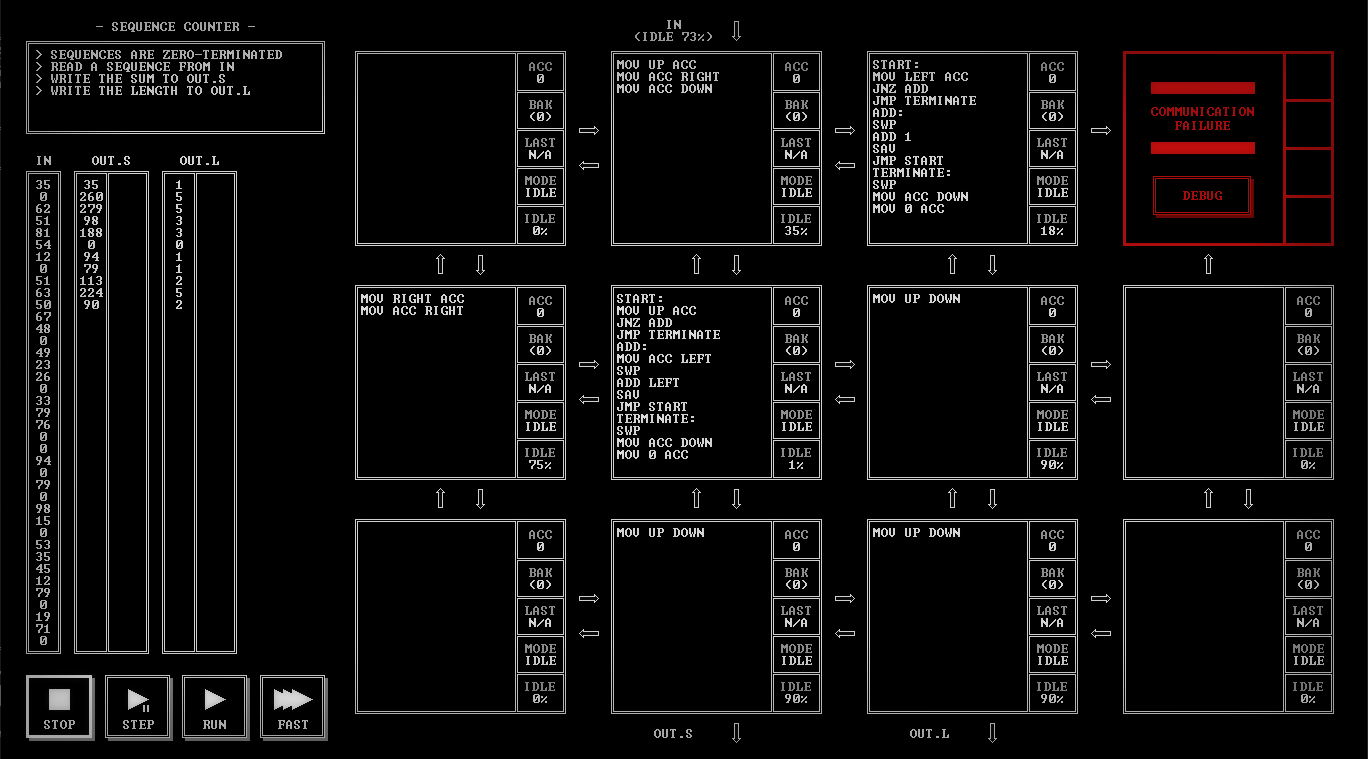 - SEQUENCE COUNTER -
> SEQUENCES ARE ZERO-TERMINATED
> READ A SEQUENCE FROM IN
> WRITE THE SUM TO OUT.S
> WRITE THE LENGTH TO OUT.L
IN OUT.S OUT.L
35 35 1
0 260 5
62 279 5
51 98 3
81 188 3
54 0 0
12 94 1
0 79 1
51 113 2
63 224 5
50 90 2
67
48
0
49
23
26
0
33
79
76
0
0
94
0
79
0
98
15
0
53
35
45
12
79
0
19
71
0
STOP
STEP
RUN
FAST
IN
(IDLE 73%)
ACC
0
BAK
(0)
LAST
N/A
MODE
IDLE
IDLE
0%
MOV UP ACC
MOV ACC RIGHT
MOV ACC DOWN
ACC
0
BAK
(0)
LAST
N/A
MODE
IDLE
IDLE
35%
START:
MOV LEFT ACC
JNZ ADD
JMP TERMINATE
ADD:
SWP
ADD 1
SAV
JMP START
TERMINATE:
SWP
MOV ACC DOWN
MOV 0 ACC
ACC
0
BAK
(0)
LAST
N/A
MODE
IDLE
IDLE
18%
COMMUNICATION
FAILURE
DEBUG
MOV RIGHT ACC
MOV ACC RIGHT
ACC
0
BAK
(0)
LAST
N/A
MODE
IDLE
IDLE
75%
START:
MOV UP ACC
JNZ ADD
JMP TERMINATE
ADD:
MOV ACC LEFT
SWP
ADD LEFT
SAV
JMP START
TERMINATE:
SWP
MOV ACC DOWN
MOV 0 ACC
ACC
0
BAK
(0)
LAST
N/A
MODE
IDLE
IDLE
1%
MOV UP DOWN
ACC
0
BAK
(0)
LAST
N/A
MODE
IDLE
IDLE
90%
ACC
0
BAK
(0)
LAST
N/A
MODE
IDLE
IDLE
0%
ACC
0
BAK
(0)
LAST
N/A
MODE
IDLE
IDLE
0%
MOV UP DOWN
ACC
0
BAK
(0)
LAST
N/A
MODE
IDLE
IDLE
90%
MOV UP DOWN
ACC
0
BAK
(0)
LAST
N/A
MODE
IDLE
IDLE
90%
ACC
0
BAK
(0)
LAST
N/A
MODE
IDLE
IDLE
0%
OUT.S
OUT.L